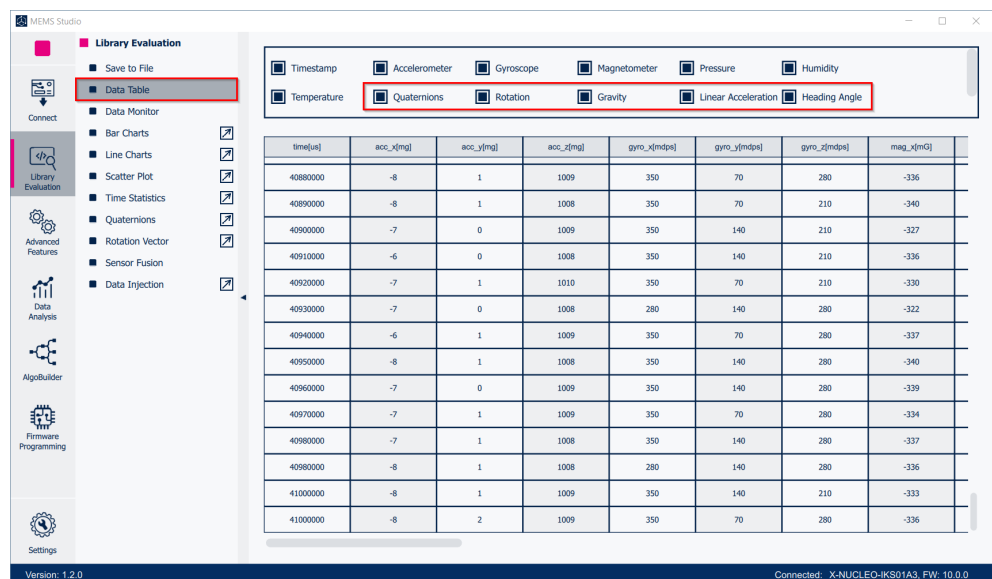 MEMS Studio
Connect
Library
Evaluation
Advanced
Features
Data
Analysis
AlgoBuilder
Firmware
Programming
Settings
Library Evaluation
Save to File
Data Table
Data Monitor
Bar Charts
Line Charts
Scatter Plot
Time Statistics
Quaternions
Rotation Vector
Sensor Fusion
Data Injection
Timestamp Accelerometer Gyroscope Magnetometer Pressure Humidity
Temperature Quaternions Rotation Gravity Linear Acceleration Heading Angle
time[us] acc_x[mg] acc_y[mg] acc_z[mg] gyro_x[mdps] gyro_y[mdps] gyro_z[mdps] mag_x[mG]
40880000 -8 1 1009 350 70 280 -336
40890000 -8 1 1008 350 70 210 -340
40900000 -7 0 1009 350 140 210 -327
40910000 -6 0 1008 350 140 210 -336
40920000 -7 1 1010 350 70 210 -330
40930000 -7 0 1008 280 140 280 -322
40940000 -6 1 1009 350 70 280 -337
40950000 -8 1 1008 350 140 280 -340
40960000 -7 0 1009 350 140 280 -339
40970000 -7 1 1009 350 70 280 -334
40980000 -7 1 1008 350 140 280 -337
40980000 -8 1 1008 280 140 280 -336
41000000 -8 1 1009 350 140 210 -333
41000000 -8 2 1009 350 70 280 -336
Version: 1.2.0 Connected: X-NUCLEO-IKS01A3, FW: 10.0.0